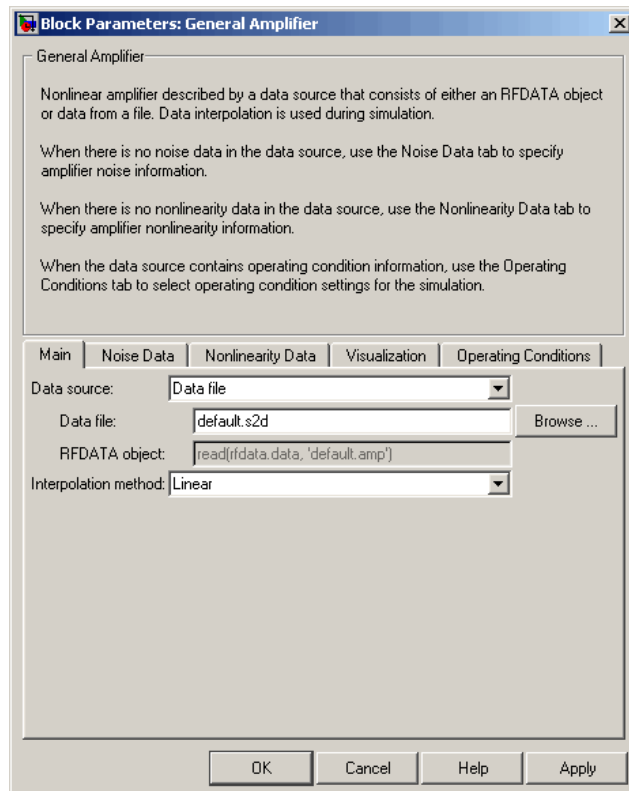 Block Parameters: General Amplifier
General Amplifier
Nonlinear amplifier described by a data source that consists of either an RFDATA object
or data from a file. Data interpolation is used during simulation.
When there is no noise data in the data source, use the Noise Data tab to specify
amplifier noise information.
When there is no nonlinearity data in the data source, use the Nonlinearity Data tab to
specify amplifier nonlinearity information.
When the data source contains operating condition information, use the Operating
Conditions tab to select operating condition settings for the simulation.
Main Noise Data Nonlinearity Data Visualization Operating Conditions
Data source: Data file
Data file: default.s2d Browse ...
RFDATA object: read(rfdata.data, 'default.amp')
Interpolation method: Linear
OK Cancel Help Apply